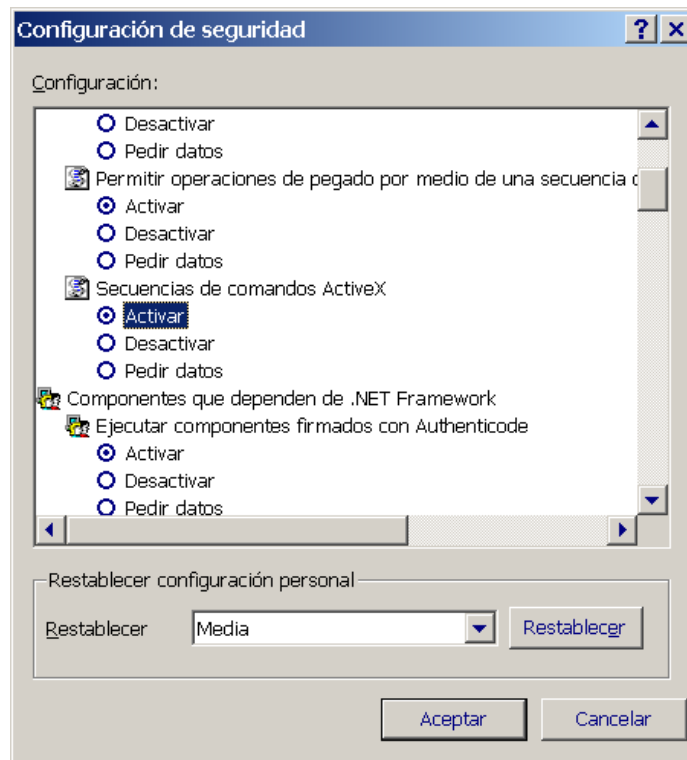 Configuración de seguridad
Configuración:
Desactivar
Pedir datos
Permitir operaciones de pegado por medio de una secuencia
Activar
Desactivar
Pedir datos
Secuencias de comandos ActiveX
Activar
Desactivar
Pedir datos
Componentes que dependen de .NET Framework
Ejecutar componentes firmados con Authenticode
Activar
Desactivar
Pedir datos
Restablecer configuración personal
Restablecer Media Restablecer
Aceptar Cancelar